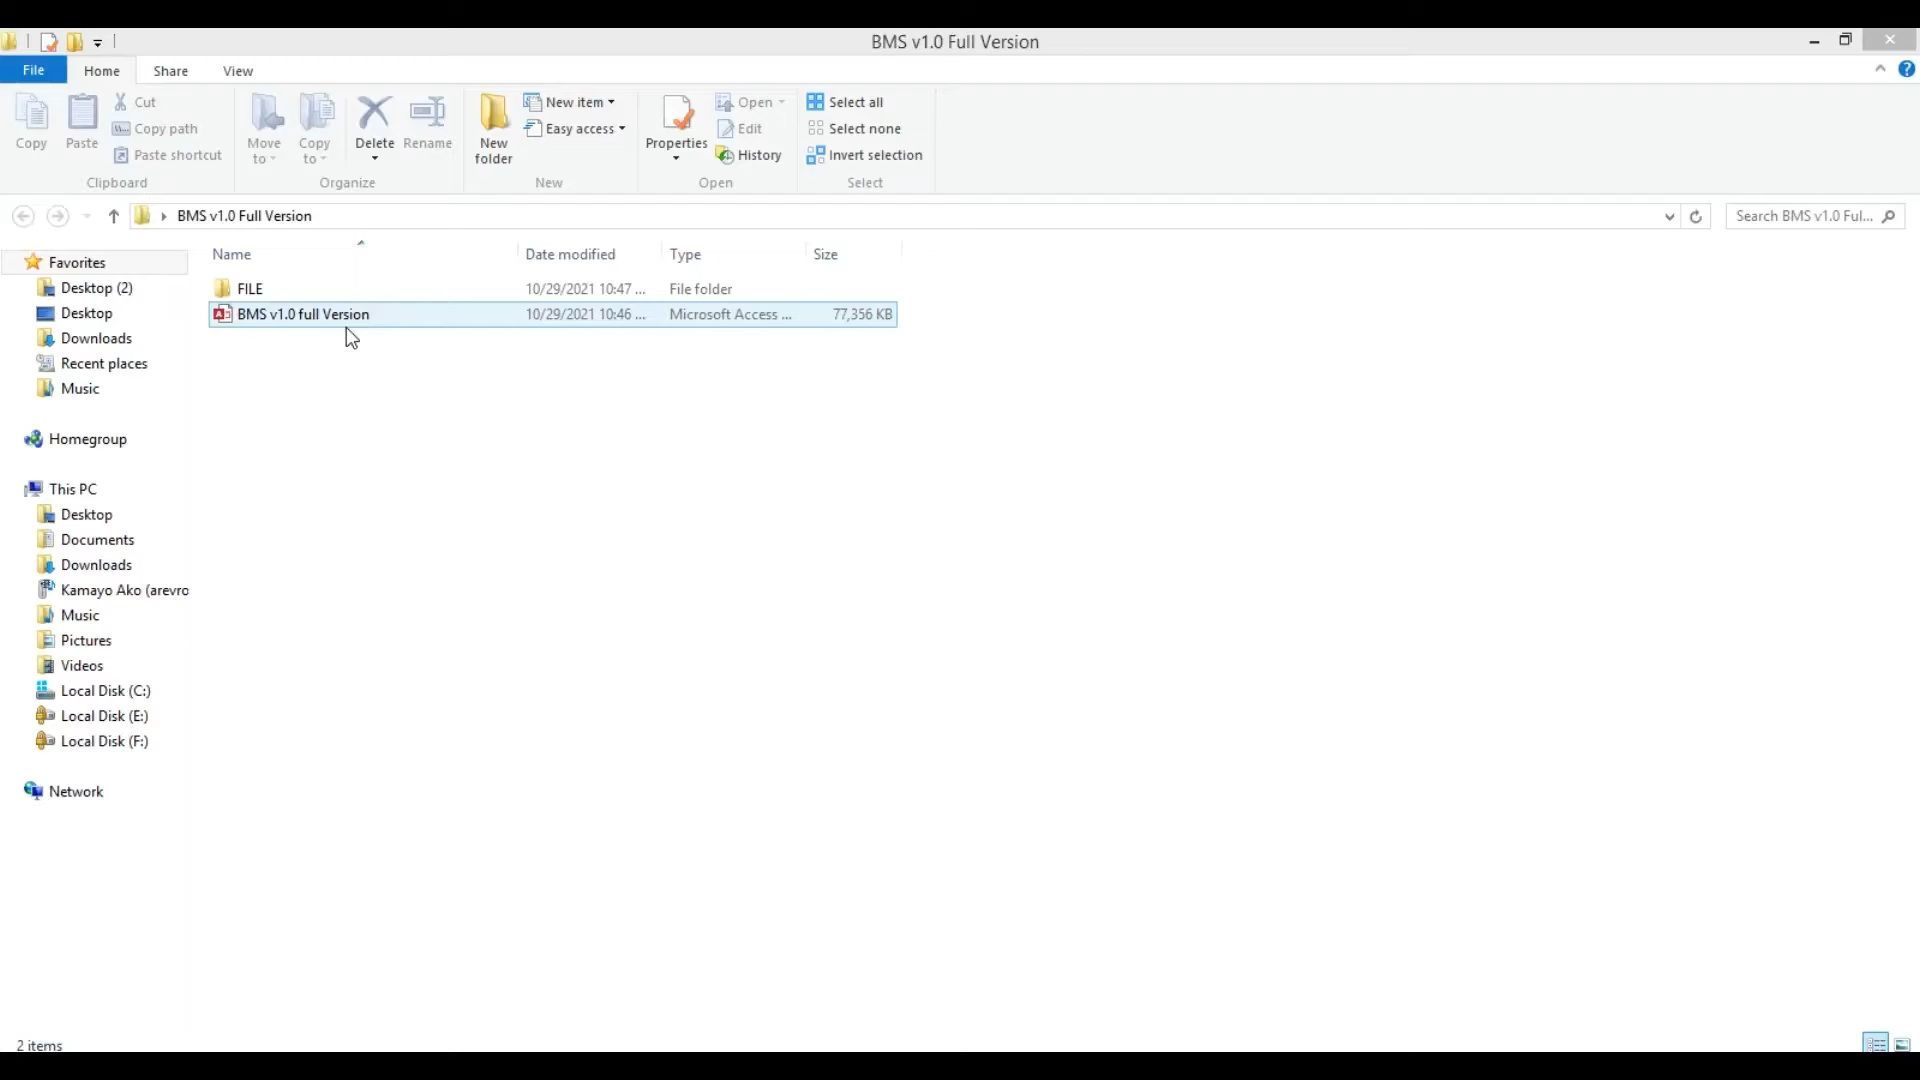 BMS v1.0 Full Version
File
Home
Share
View
Copy
Paste
Cut
Copy path
Paste shortcut
Clipboard
Move to
Copy to
Delete
Rename
Organize
New folder
New item
Easy access
New
Properties
Open
Edit
History
Open
Select all
Select none
Invert selection
Select
BMS v1.0 Full Version
Search BMS v1.0 Ful...
Name
Date modified
Type
Size
FILE
10/29/2021 10:47 ...
File folder
BMS v1.0 full Version
10/29/2021 10:46 ...
Microsoft Access ...
77,356 KB
Favorites
Desktop (2)
Desktop
Downloads
Recent places
Music
Homegroup
This PC
Desktop
Documents
Downloads
Kamayo Ako (arevro
Music
Pictures
Videos
Local Disk (C:)
Local Disk (E:)
Local Disk (F:)
Network
2 items